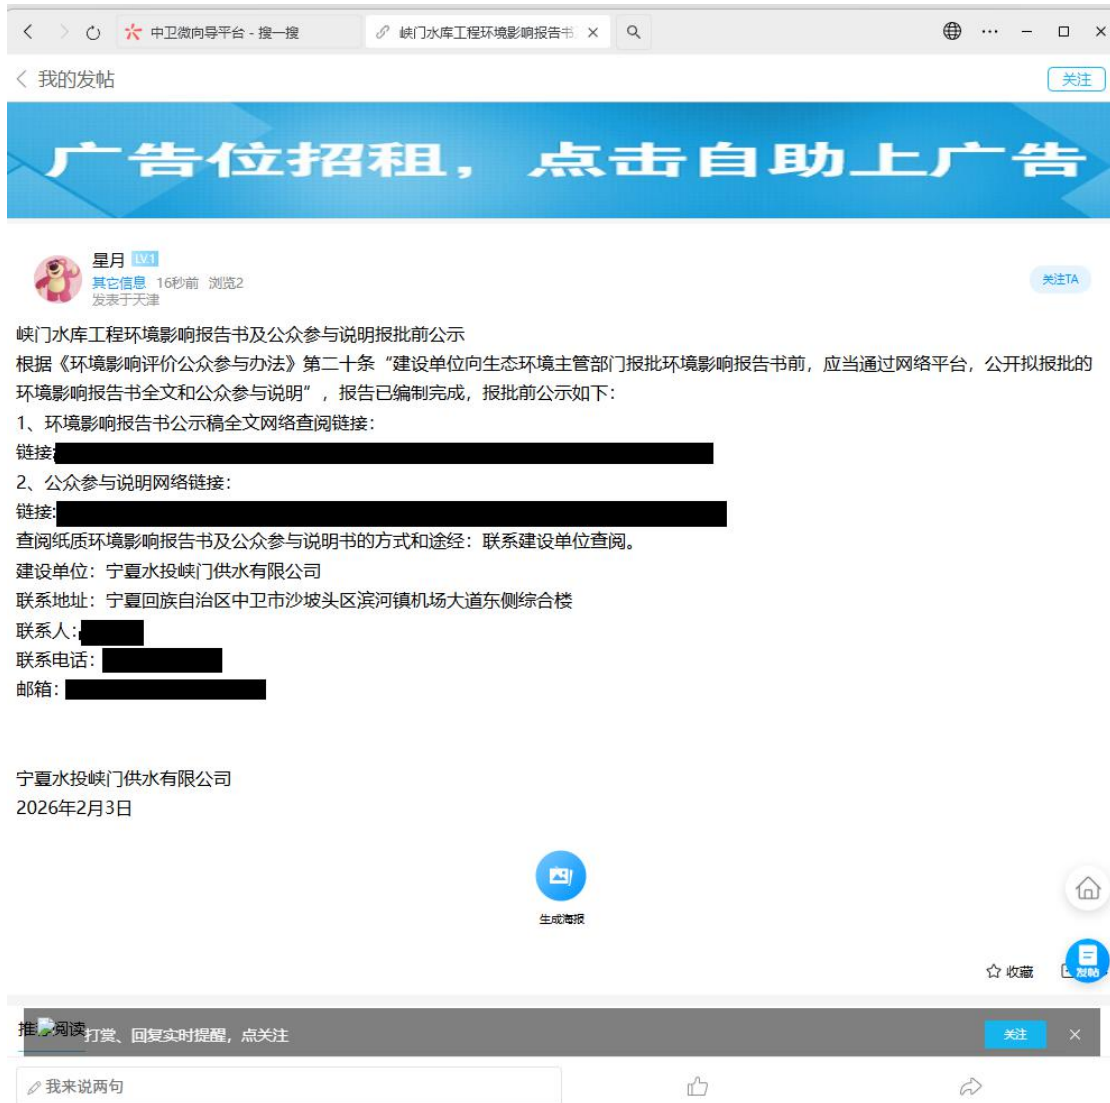 中卫微向导平台 - 搜一搜
峡门水库工程环境影响报告书
我的发帖
关注
广告位招租，点击自助上广告
星月 LV.1
其它信息 16秒前 浏览2
发表于天津
关注TA
峡门水库工程环境影响报告书及公众参与说明报批前公示
根据《环境影响评价公众参与办法》第二十条“建设单位向生态环境主管部门报批环境影响报告书前，应当通过网络平台，公开拟报批的
环境影响报告书全文和公众参与说明”，报告已编制完成，报批前公示如下：
1、环境影响报告书公示稿全文网络查阅链接：
链接:
2、公众参与说明网络链接：
链接:
查阅纸质环境影响报告书及公众参与说明书的方式和途经：联系建设单位查阅。
建设单位：宁夏水投峡门供水有限公司
联系地址：宁夏回族自治区中卫市沙坡头区滨河镇机场大道东侧综合楼
联系人：
联系电话：
邮箱：
宁夏水投峡门供水有限公司
2026年2月3日
生成海报
收藏
发帖
推 阅读
打赏、回复实时提醒，点关注
关注
我来说两句